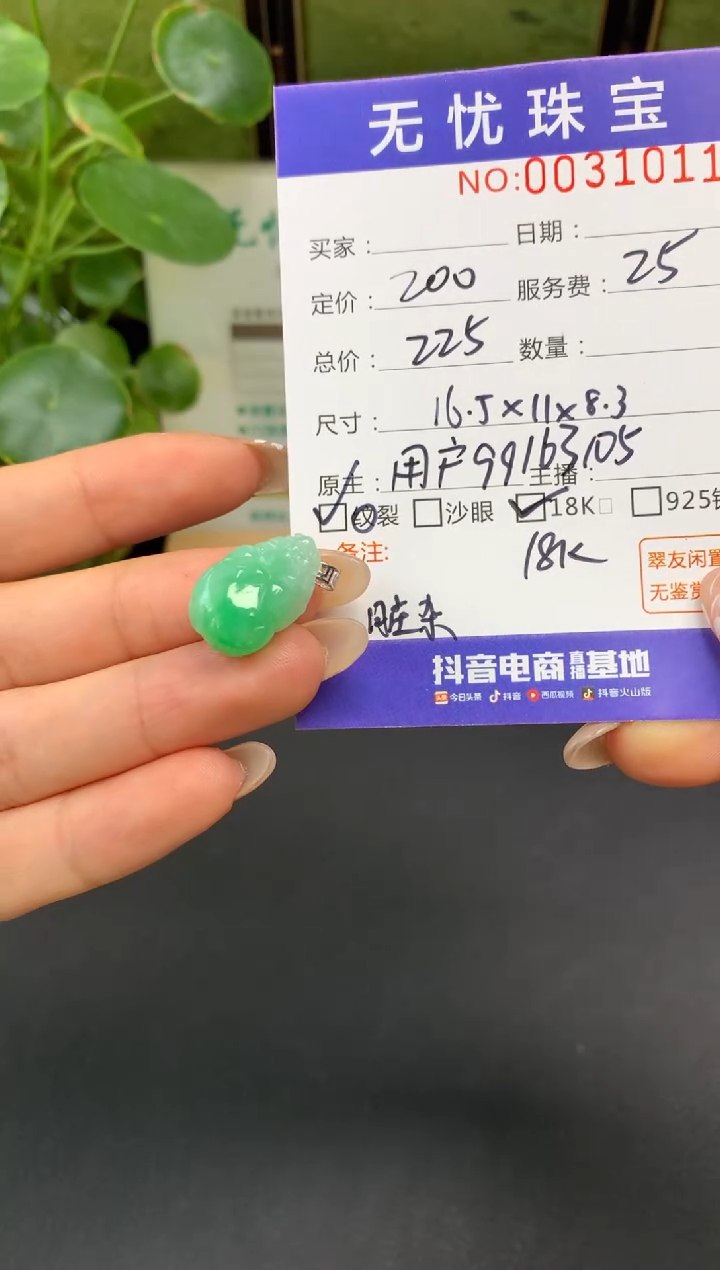 无忧珠宝
NO:0031011
买家： 日期：
定价： 200 服务费： 25
总价： 225 数量：
尺寸： 16.5×11×8.3
原主： 用户99163105 主播：
纹裂 沙眼 18K 925
备注: 18K
翠友闲置
无鉴赏
抖音电商直播基地
今日头条 抖音 西瓜视频 抖音火山版